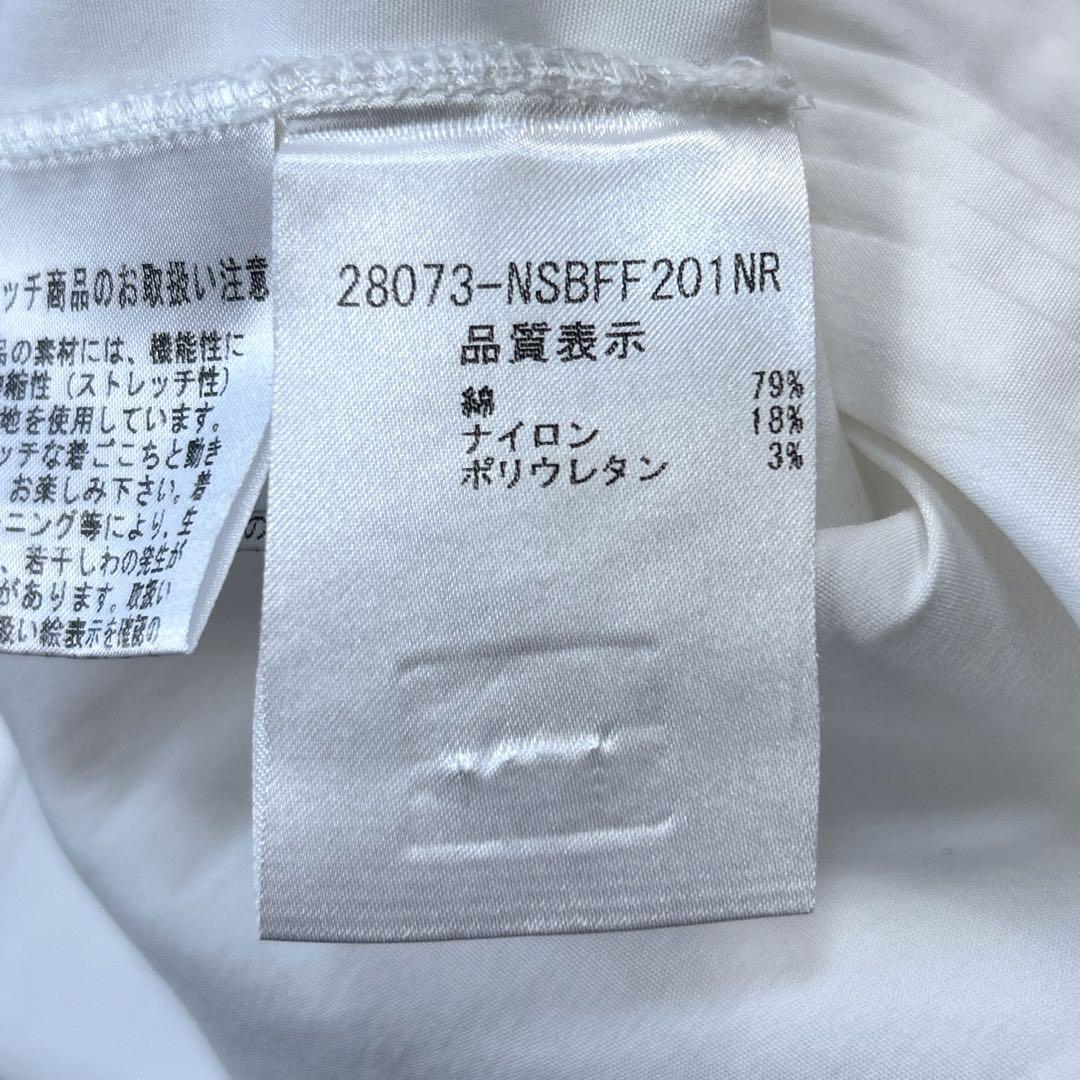 ッチ商品のお取扱い注意
品の素材には、機能性に
伸縮性(ストレッチ性)
地を使用しています。
ッチな着ごこちと動き
お楽しみ下さい。着
ーニング等により、生
、若干しわの発生が
があります。取扱い
扱い絵表示を確認の
の
28073-NSBFF201NR
品質表示
綿 79%
ナイロン 18%
ポリウレタン 3%